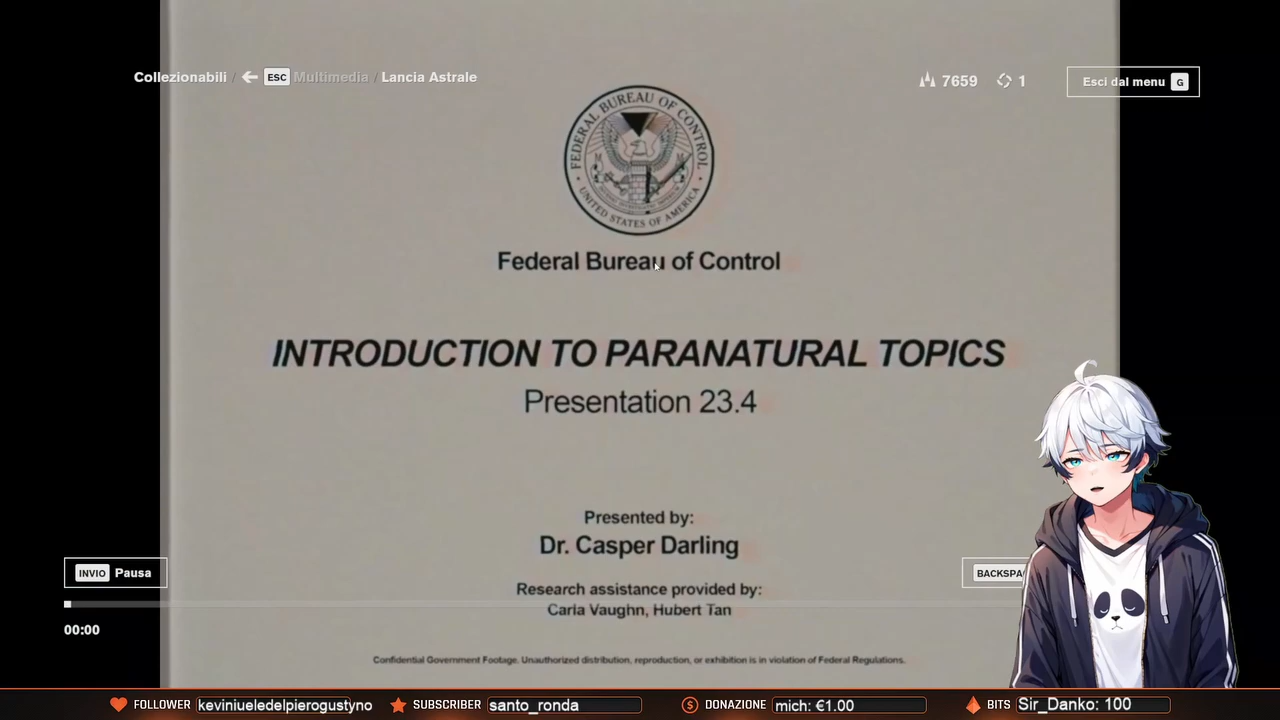 Collezionabili / ESC Multimedia / Lancia Astrale
7659 1
Esci dal menu G
FEDERAL BUREAU OF CONTROL
UNITED STATES OF AMERICA
Federal Bureau of Control
INTRODUCTION TO PARANATURAL TOPICS
Presentation 23.4
Presented by:
Dr. Casper Darling
Research assistance provided by:
Carla Vaughn, Hubert Tan
Confidential Government Footage. Unauthorized distribution, reproduction, or exhibition is in violation of Federal Regulations.
INVIO Pausa
BACKSPA
00:00
FOLLOWER keviniueledelpierogustyno SUBSCRIBER santo_ronda DONAZIONE mich: €1.00 BITS Sir_Danko: 100